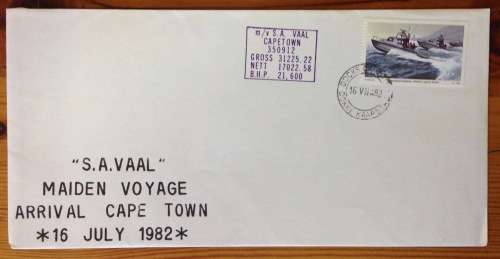 m/v S.A. VAAL
CAPETOWN
350912
GROSS 31225.22
NETT 17022.58
B.H.P. 21,600
16 VII 82
"S.A.VAAL"
MAIDEN VOYAGE
ARRIVAL CAPE TOWN
*16 JULY 1982*